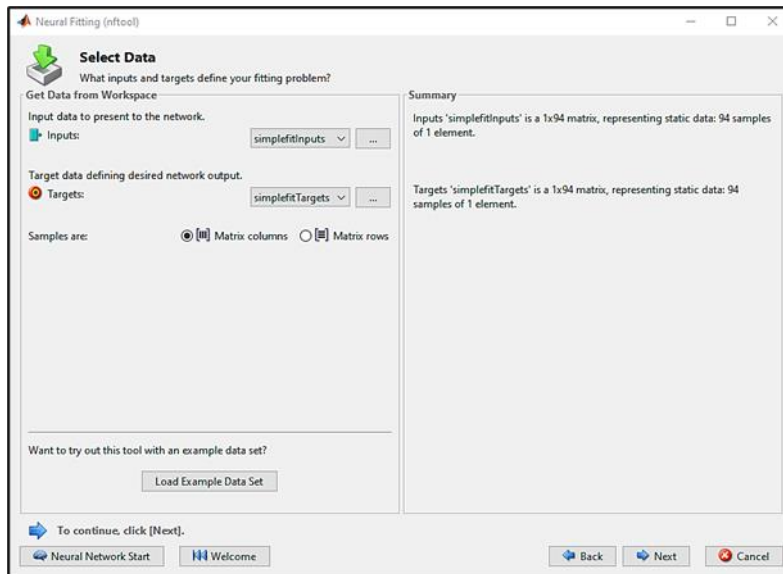 Neural Fitting (nftool)
Select Data
What inputs and targets define your fitting problem?
Get Data from Workspace
Input data to present to the network.
Inputs: simplefitInputs ...
Target data defining desired network output.
Targets: simplefitTargets ...
Samples are: Matrix columns Matrix rows
Want to try out this tool with an example data set?
Load Example Data Set
Summary
Inputs 'simplefitInputs' is a 1x94 matrix, representing static data: 94 samples
of 1 element.
Targets 'simplefitTargets' is a 1x94 matrix, representing static data: 94
samples of 1 element.
To continue, click [Next].
Neural Network Start Welcome Back Next Cancel